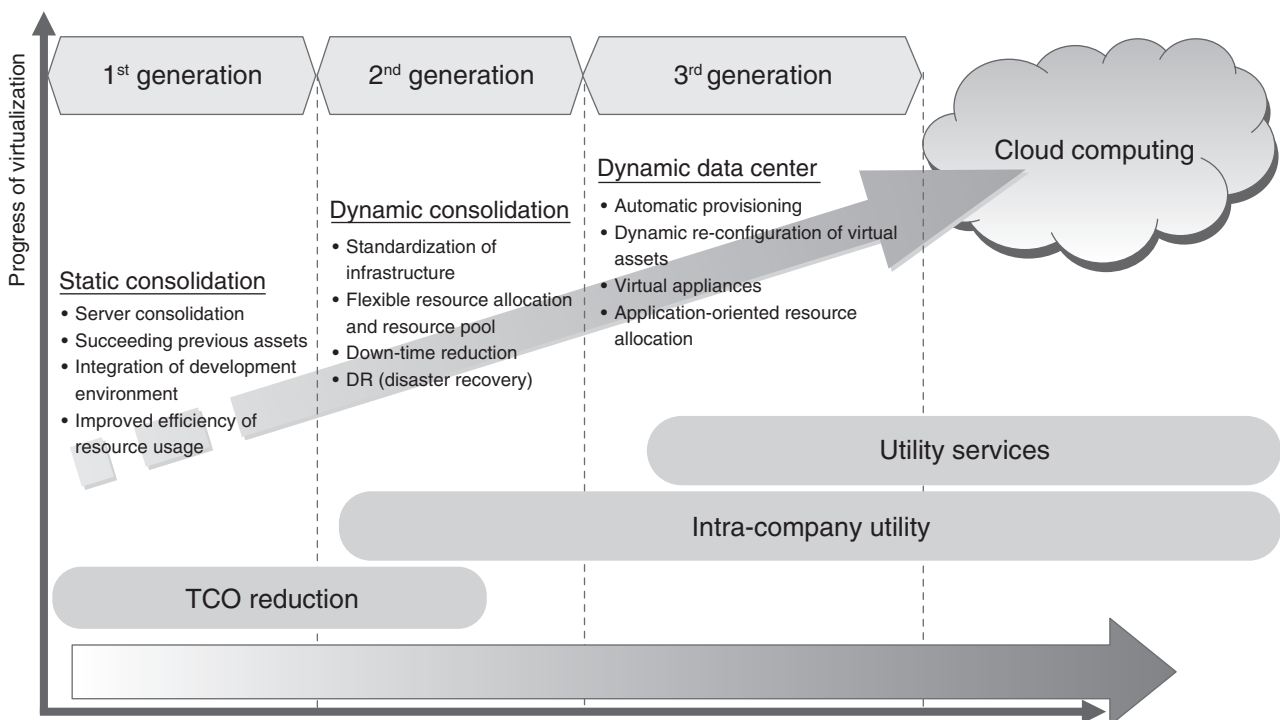 Progress of virtualization
1st generation
2nd generation
3rd generation
Cloud computing
Static consolidation
• Server consolidation
• Succeeding previous assets
• Integration of development
environment
• Improved efficiency of
resource usage
Dynamic consolidation
• Standardization of
infrastructure
• Flexible resource allocation
and resource pool
• Down-time reduction
• DR (disaster recovery)
Dynamic data center
• Automatic provisioning
• Dynamic re-configuration of virtual
assets
• Virtual appliances
• Application-oriented resource
allocation
Utility services
Intra-company utility
TCO reduction